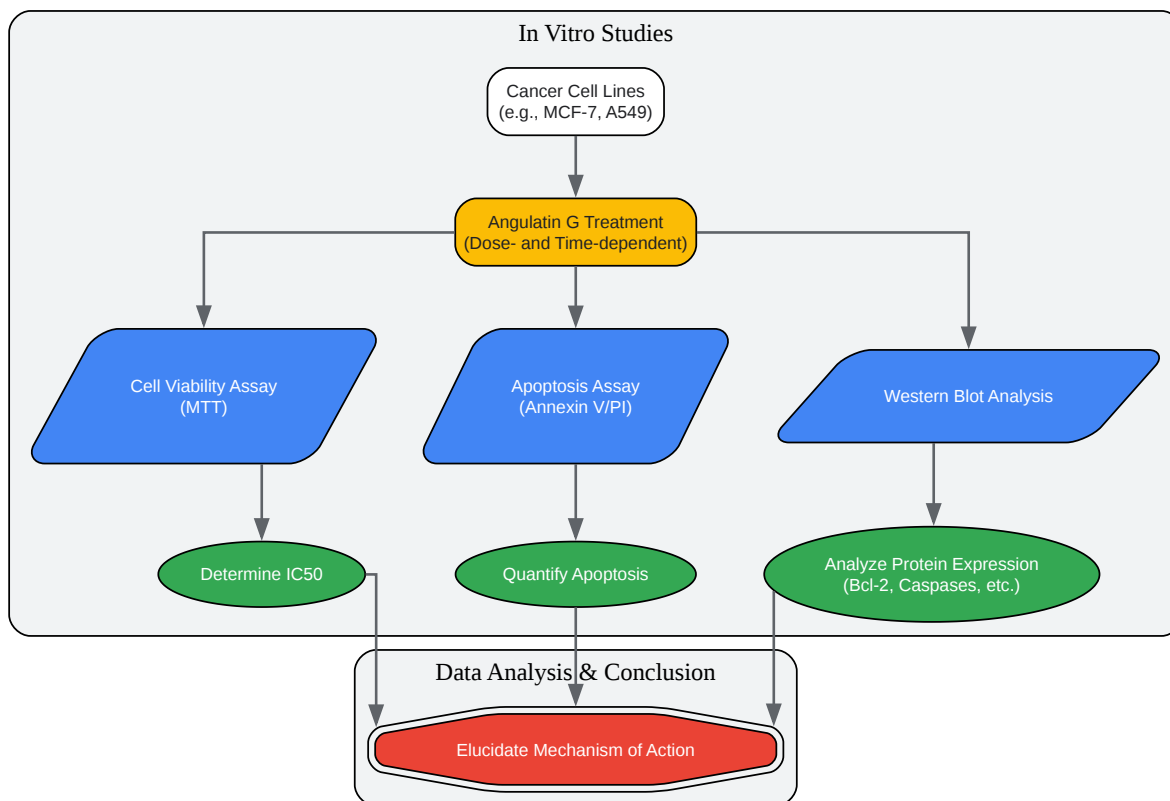 In Vitro Studies
Cancer Cell Lines
(e.g., MCF-7, A549)
Angulatin G Treatment
(Dose- and Time-dependent)
Cell Viability Assay
(MTT)
Apoptosis Assay
(Annexin V/PI)
Western Blot Analysis
Determine IC50
Quantify Apoptosis
Analyze Protein Expression
(Bcl-2, Caspases, etc.)
Data Analysis & Conclusion
Elucidate Mechanism of Action